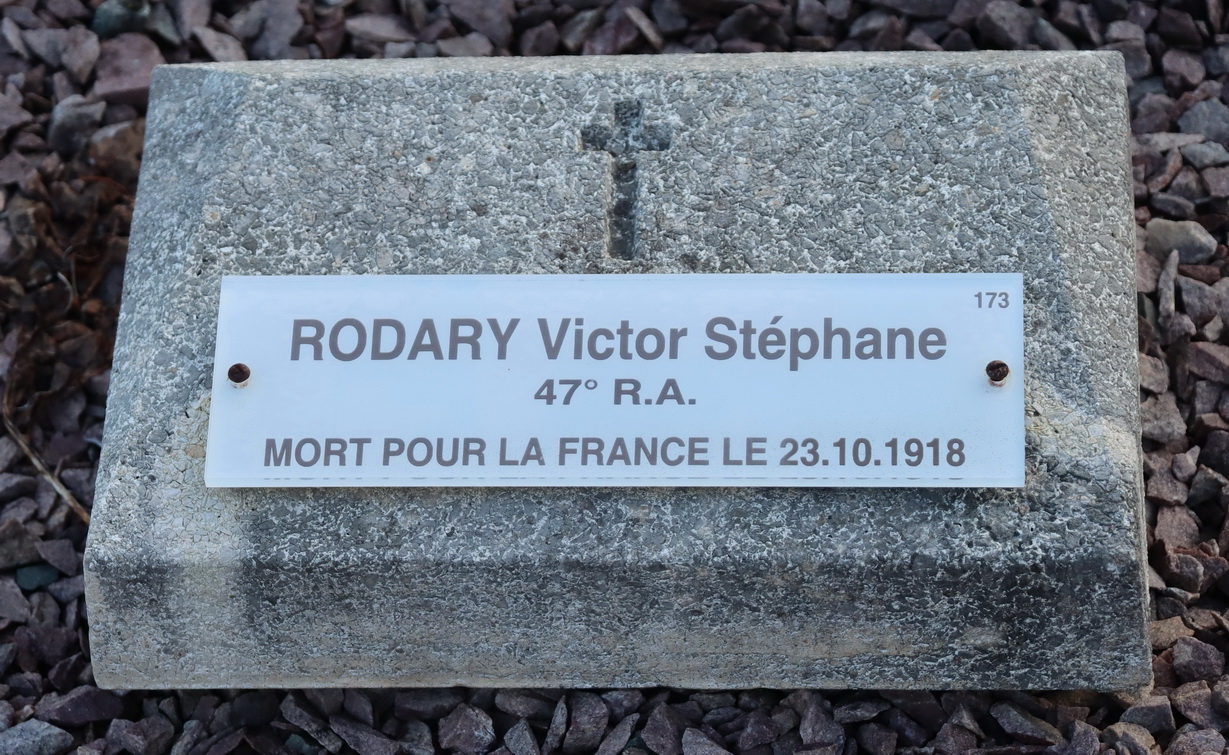 173
RODARY Victor Stéphane
47° R.A.
MORT POUR LA FRANCE LE 23.10.1918